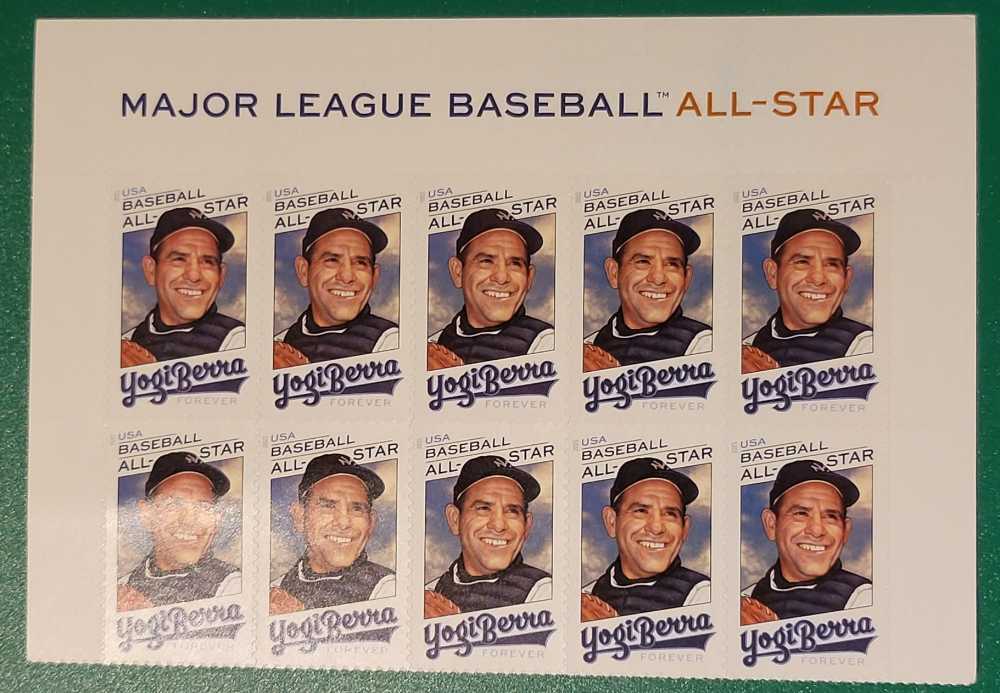 MAJOR LEAGUE BASEBALL™ ALL-STAR
USA USA USA USA USA
BASEBALL BASEBALL BASEBALL BASEBALL BASEBALL
ALL-STAR ALL-STAR ALL-STAR ALL-STAR ALL-STAR
Yogi Berra Yogi Berra Yogi Berra Yogi Berra Yogi Berra
FOREVER FOREVER FOREVER FOREVER FOREVER
USA USA USA USA USA
BASEBALL BASEBALL BASEBALL BASEBALL BASEBALL
ALL-STAR ALL-STAR ALL-STAR ALL-STAR ALL-STAR
Yogi Berra Yogi Berra Yogi Berra Yogi Berra Yogi Berra
FOREVER FOREVER FOREVER FOREVER FOREVER